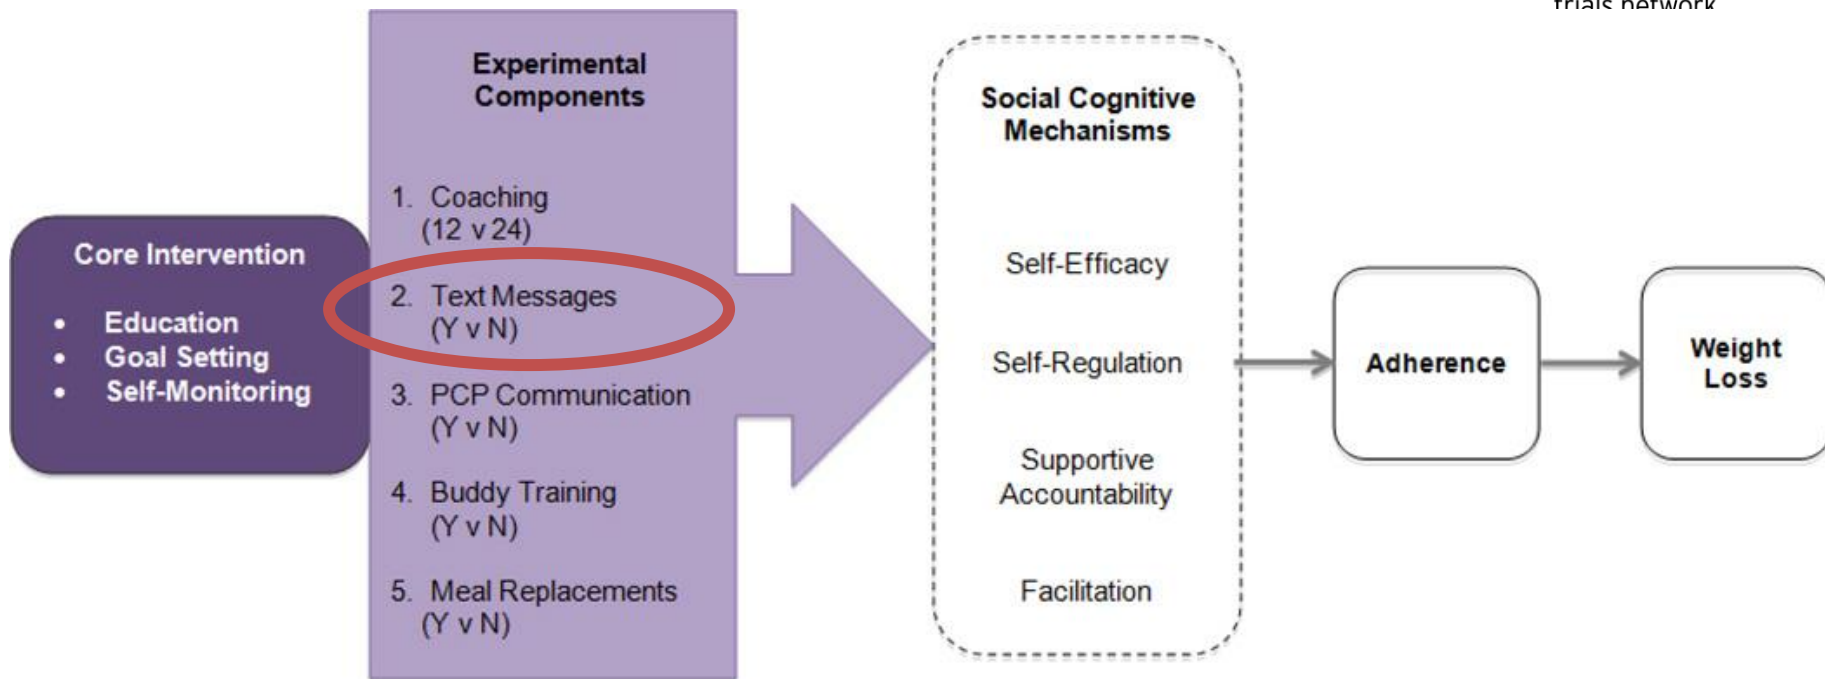 trials network
Experimental
Components
1. Coaching
(12 v 24)
2. Text Messages
(Y v N)
3. PCP Communication
(Y v N)
4. Buddy Training
(Y v N)
5. Meal Replacements
(Y v N)
Core Intervention
• Education
• Goal Setting
• Self-Monitoring
Social Cognitive
Mechanisms
Self-Efficacy
Self-Regulation
Supportive
Accountability
Facilitation
Adherence
Weight
Loss